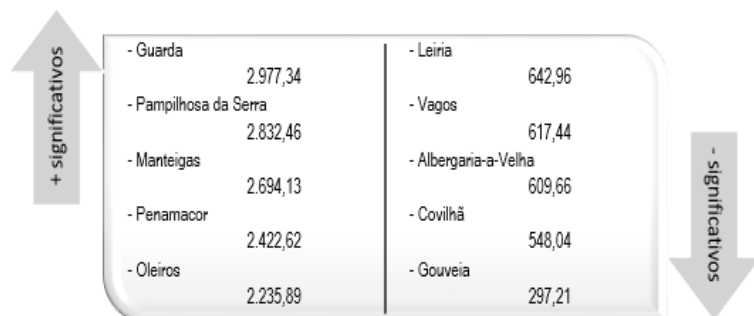 + significativos
- Guarda
2.977,34
- Pampilhosa da Serra
2.832,46
- Manteigas
2.694,13
- Penamacor
2.422,62
- Oleiros
2.235,89
- Leiria
642,96
- Vagos
617,44
- Albergaria-a-Velha
609,66
- Covilhã
548,04
- Gouveia
297,21
- significativos